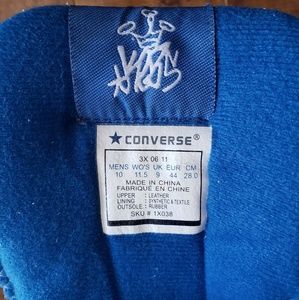 ★CONVERSE®
3X 06 11
MENS WO'S UK EUR CM
10 11.5 9 44 28.0
MADE IN CHINA
FABRIQUÉ EN CHINE
UPPER : LEATHER
LINING : SYNTHETIC & TEXTILE
OUTSOLE : RUBBER
SKU # 1X038